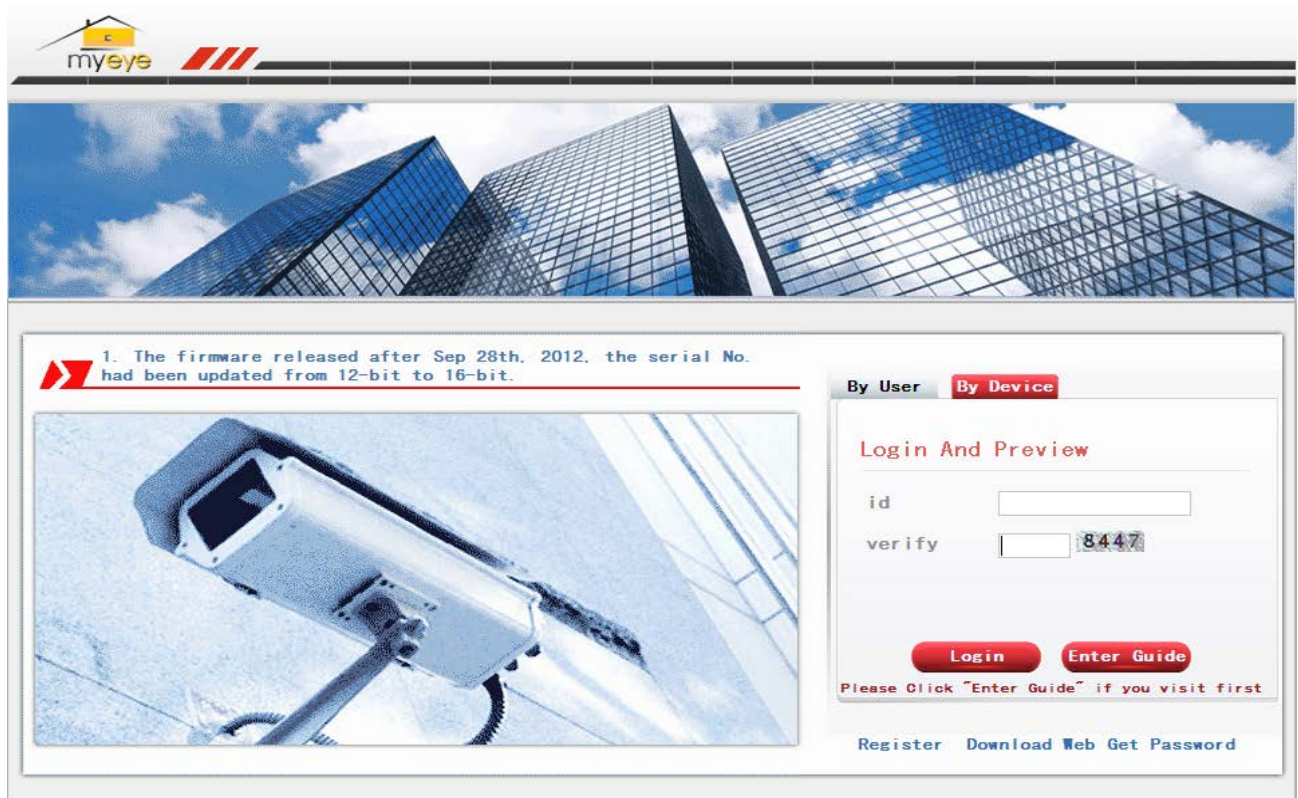 myeye
1. The firmware released after Sep 28th, 2012, the serial No.
had been updated from 12-bit to 16-bit.
By User By Device
Login And Preview
id
verify 8447
Login Enter Guide
Please Click "Enter Guide" if you visit first
Register Download Web Get Password